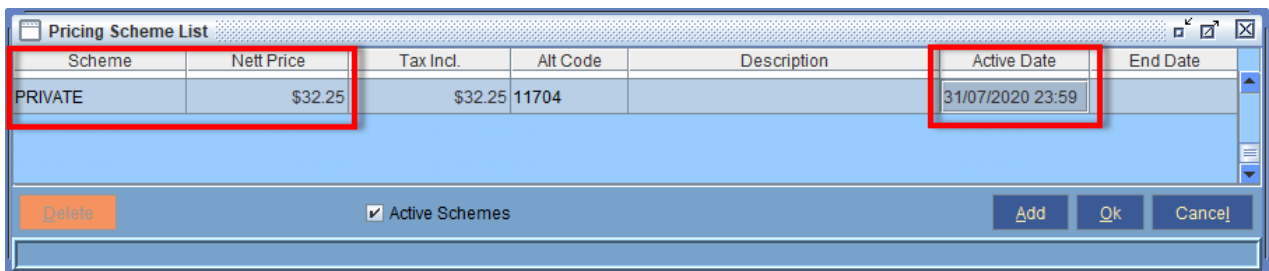 Pricing Scheme List
Scheme Nett Price Tax Incl. Alt Code Description Active Date End Date
PRIVATE $32.25 $32.25 11704 31/07/2020 23:59
Delete Active Schemes Add Ok Cancel